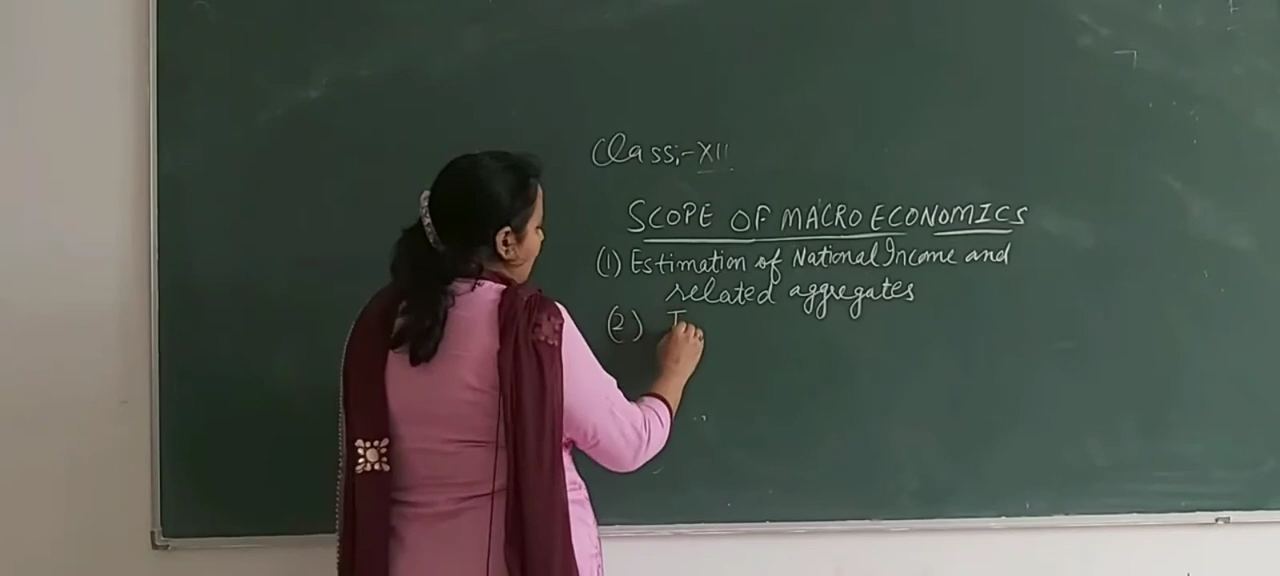 Class:- XII
SCOPE OF MACRO ECONOMICS
(1) Estimation of National Income and
related aggregates
(2)